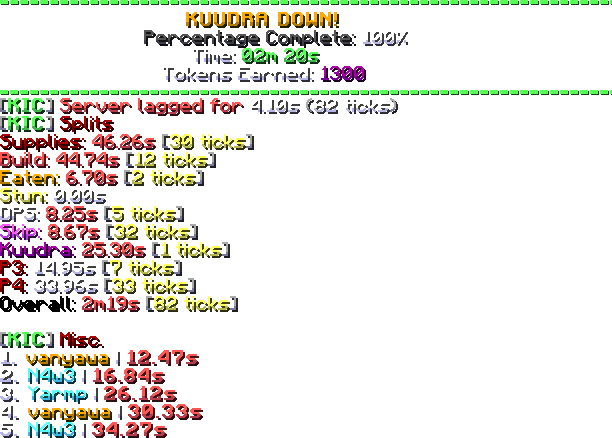 KUUDRA DOWN!
Percentage Complete: 100%
Time: 02m 20s
Tokens Earned: 1300
[KIC] Server lagged for 4.10s (82 ticks)
[KIC] Splits
Supplies: 46.26s [30 ticks]
Build: 44.74s [12 ticks]
Eaten: 6.70s [2 ticks]
Stun: 0.00s
DPS: 8.25s [5 ticks]
Skip: 8.67s [32 ticks]
Kuudra: 25.30s [1 ticks]
P3: 14.95s [7 ticks]
P4: 33.96s [33 ticks]
Overall: 2m19s [82 ticks]
[KIC] Misc.
1. vanyaua | 12.47s
2. N4u3 | 16.84s
3. Yarmp | 26.12s
4. vanyaua | 30.33s
5. N4u3 | 34.27s